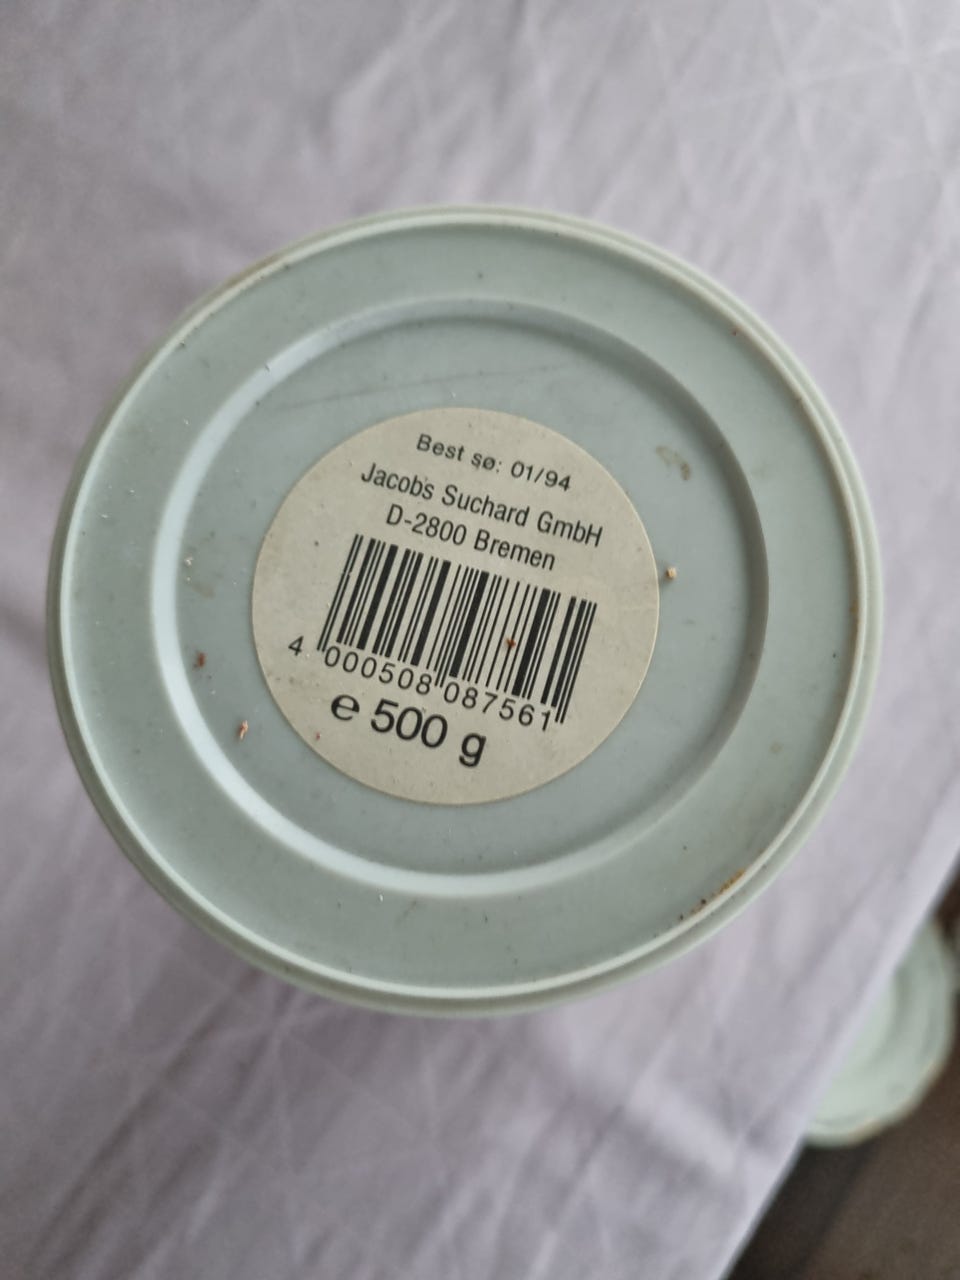 Best sø: 01/94
Jacobs Suchard GmbH
D-2800 Bremen
4 000508 087561
e 500 g